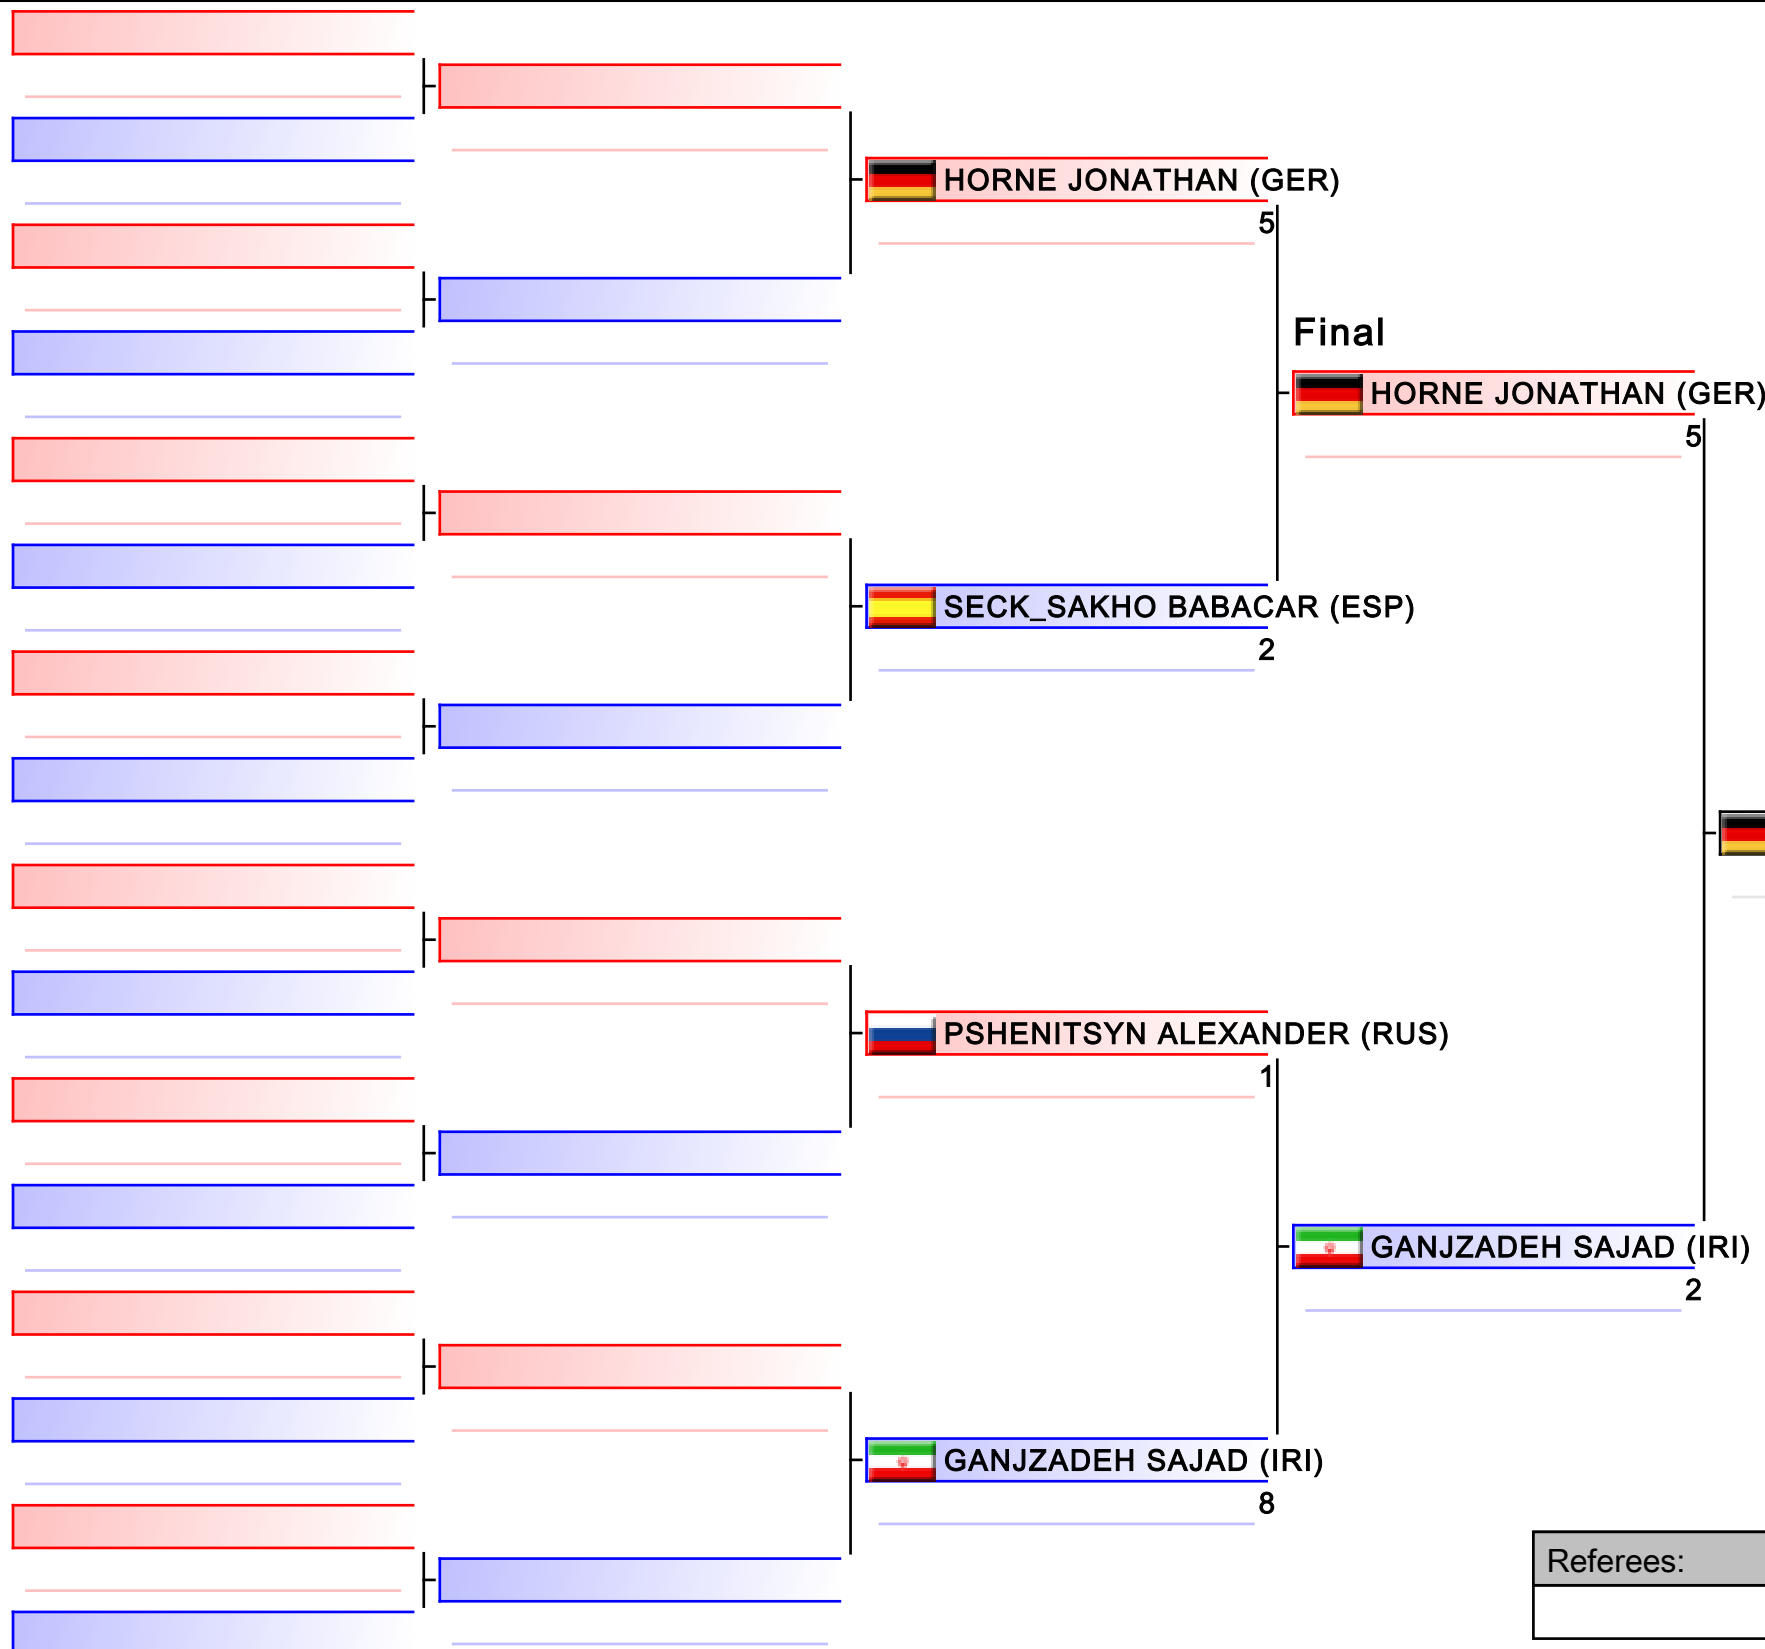 HORNE JONATHAN (GER)
5
Final
HORNE JONATHAN (GER)
5
SECK_SAKHO BABACAR (ESP)
2
PSHENITSYN ALEXANDER (RUS)
1
GANJZADEH SAJAD (IRI)
2
GANJZADEH SAJAD (IRI)
8
Referees: